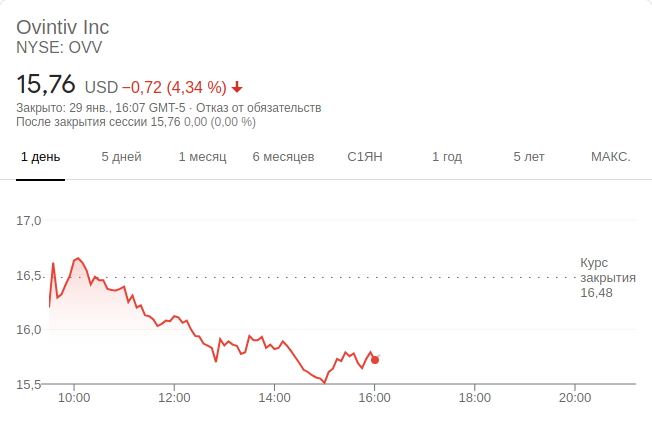 Ovintiv Inc
NYSE: OVV
15,76 USD −0,72 (4,34 %)
Закрыто: 29 янв., 16:07 GMT-5 · Отказ от обязательств
После закрытия сессии 15,76 0,00 (0,00 %)
1 день 5 дней 1 месяц 6 месяцев С1ЯН 1 год 5 лет МАКС.
17,0
16,5
16,0
15,5
Курс
закрытия
16,48
10:00 12:00 14:00 16:00 18:00 20:00